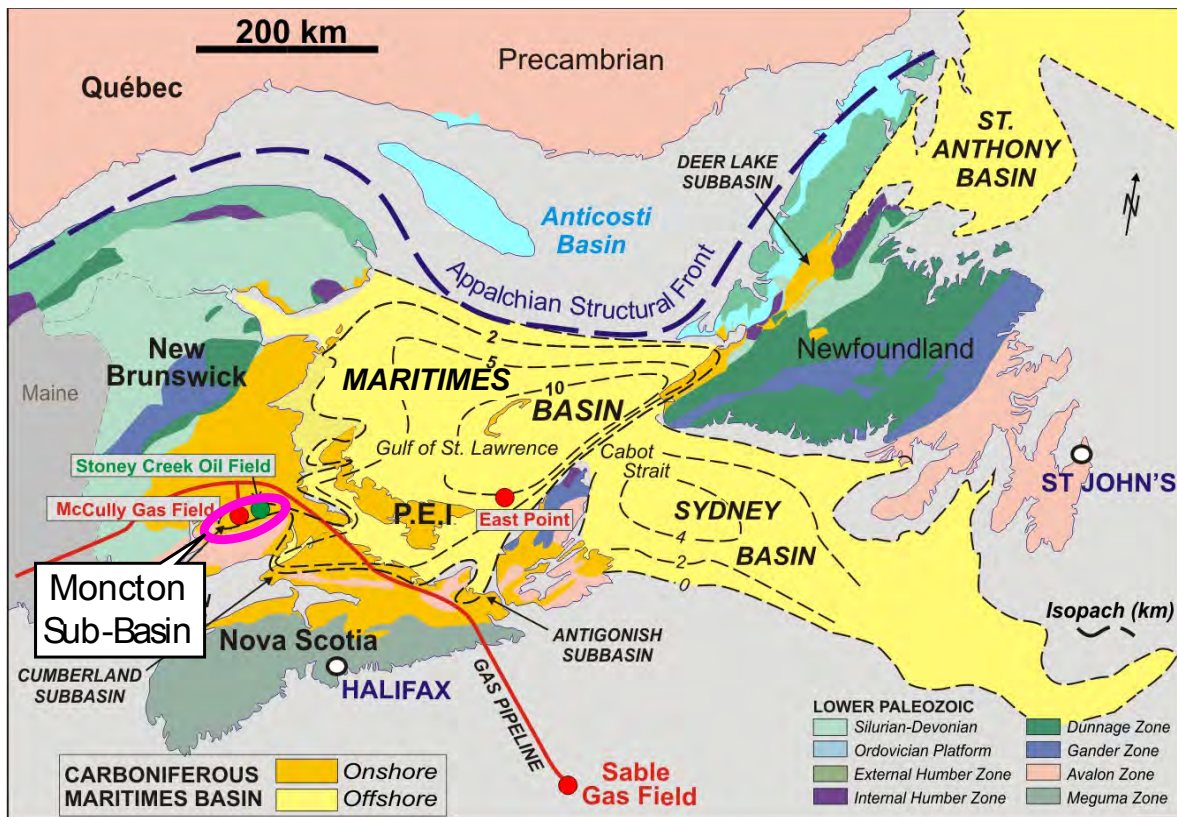 200 km
Precambrian
Québec
ST.
ANTHONY
BASIN
DEER LAKE
SUBBASIN
N
Anticosti
Basin
Appalchian Structural Front
2
5
10
New
Brunswick
MARITIMES
BASIN
Newfoundland
Maine
Gulf of St. Lawrence
Cabot
Strait
Stoney Creek Oil Field
McCully Gas Field
P.E.I
East Point
ST JOHN'S
SYDNEY
BASIN
4
2
0
Moncton
Sub-Basin
Isopach (km)
Nova Scotia
ANTIGONISH
SUBBASIN
CUMBERLAND
SUBBASIN
HALIFAX
GAS PIPELINE
Sable
Gas Field
CARBONIFEROUS
MARITIMES BASIN
Onshore
Offshore
LOWER PALEOZOIC
Silurian-Devonian
Ordovician Platform
External Humber Zone
Internal Humber Zone
Dunnage Zone
Gander Zone
Avalon Zone
Meguma Zone